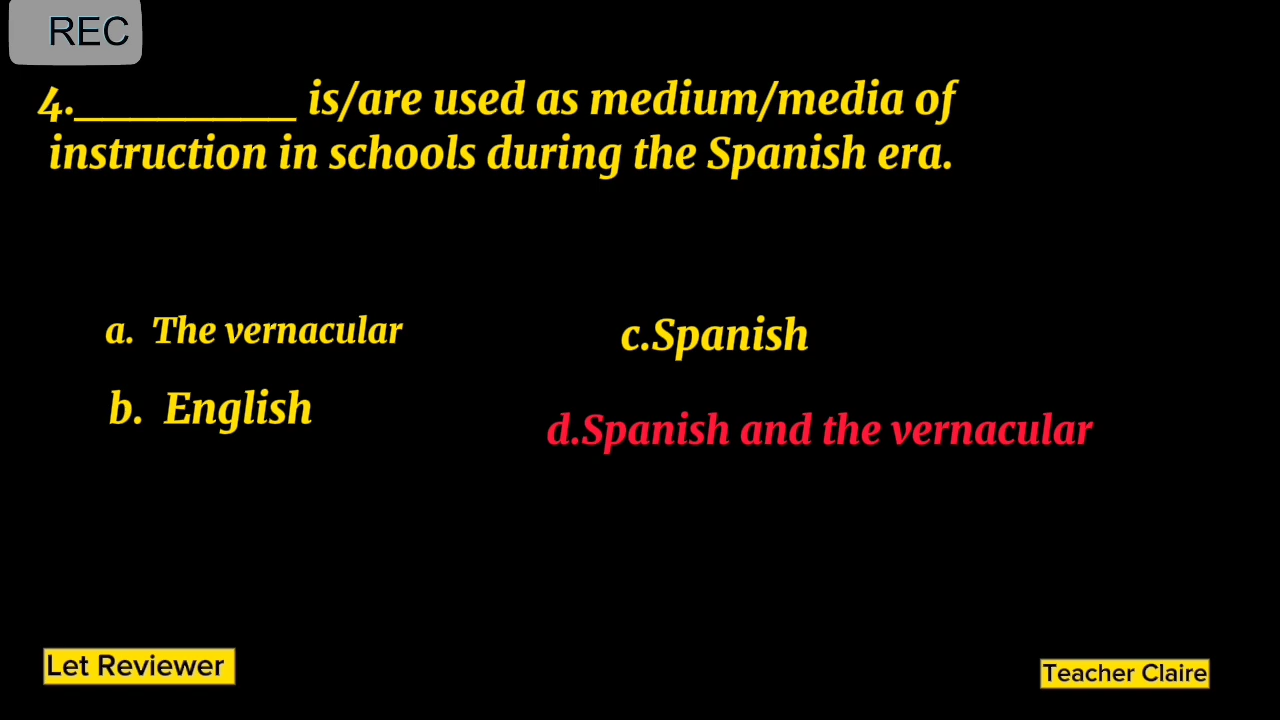 REC
4.__________ is/are used as medium/media of
instruction in schools during the Spanish era.
a. The vernacular
b. English
c.Spanish
d.Spanish and the vernacular
Let Reviewer
Teacher Claire